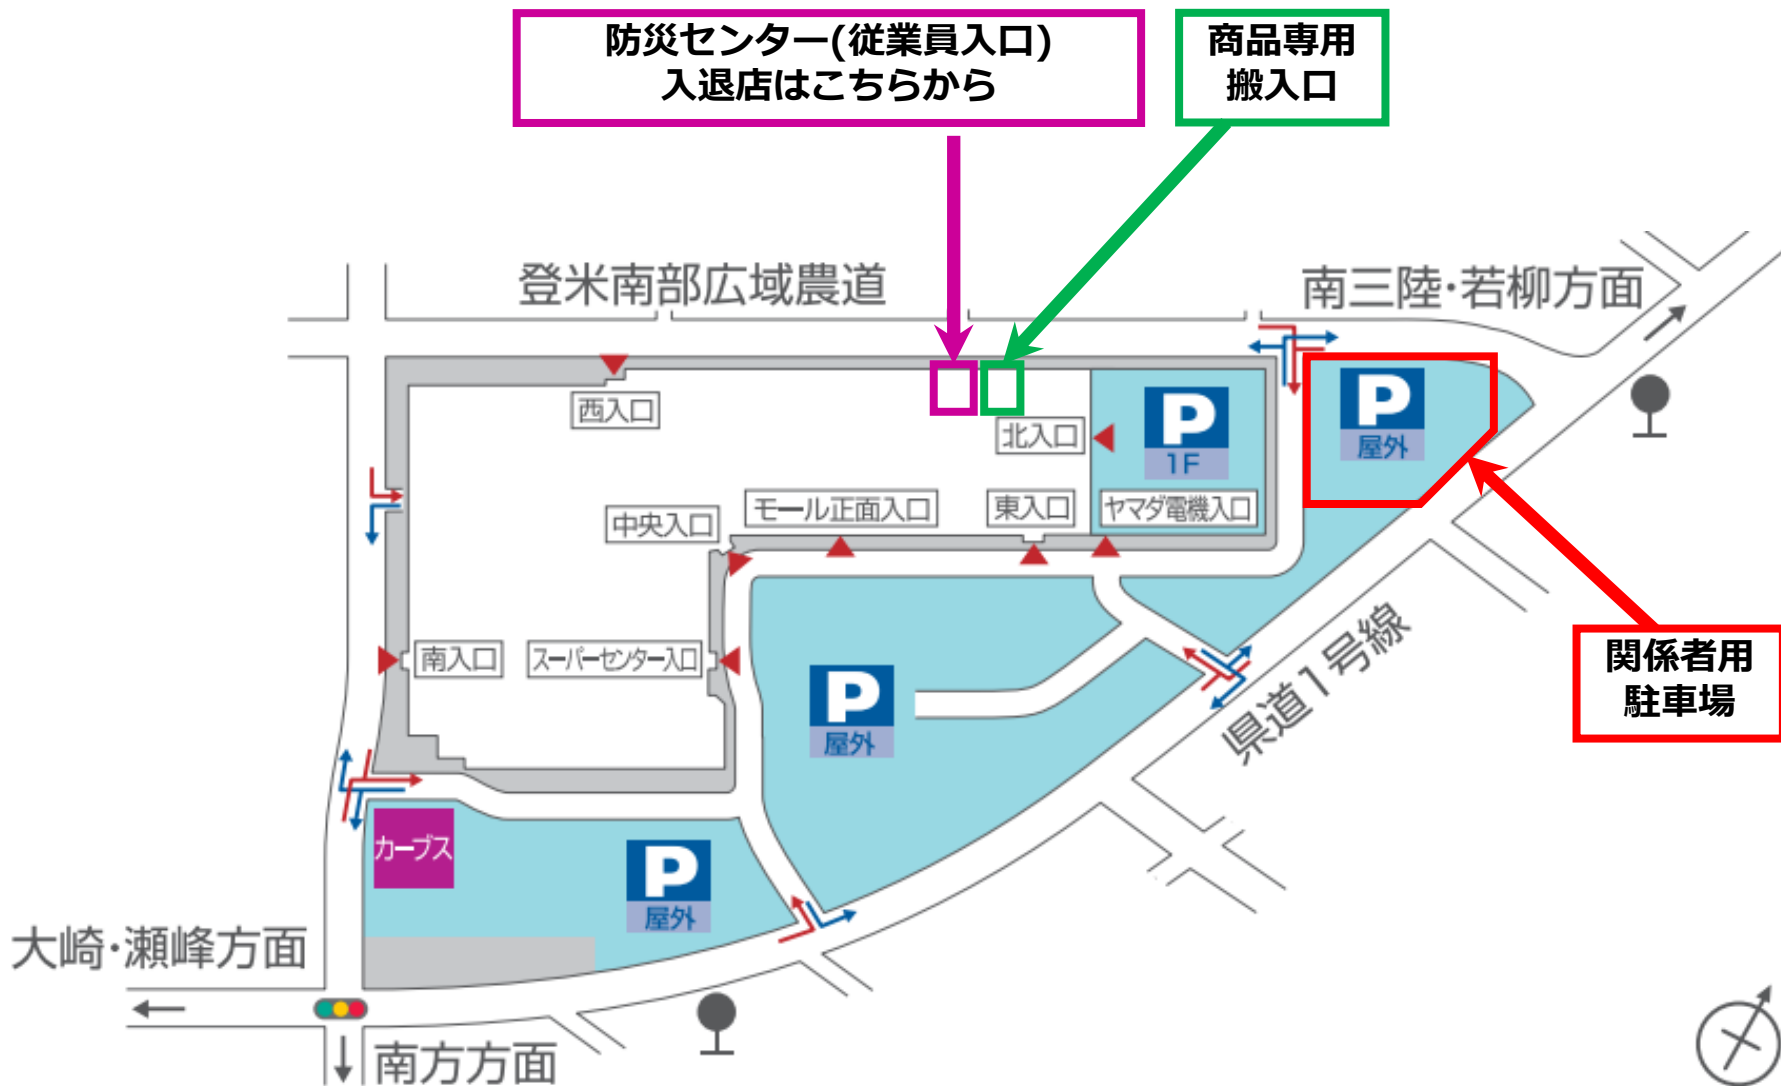 防災センター(従業員入口)
入退店はこちらから
商品専用
搬入口
登米南部広域農道
南三陸・若柳方面
西入口
北入口
P
1F
P
屋外
中央入口
モール正面入口
東入口
ヤマダ電機入口
南入口
スーパーセンター入口
P
屋外
県道1号線
関係者用
駐車場
カーブス
P
屋外
大崎・瀬峰方面
南方方面